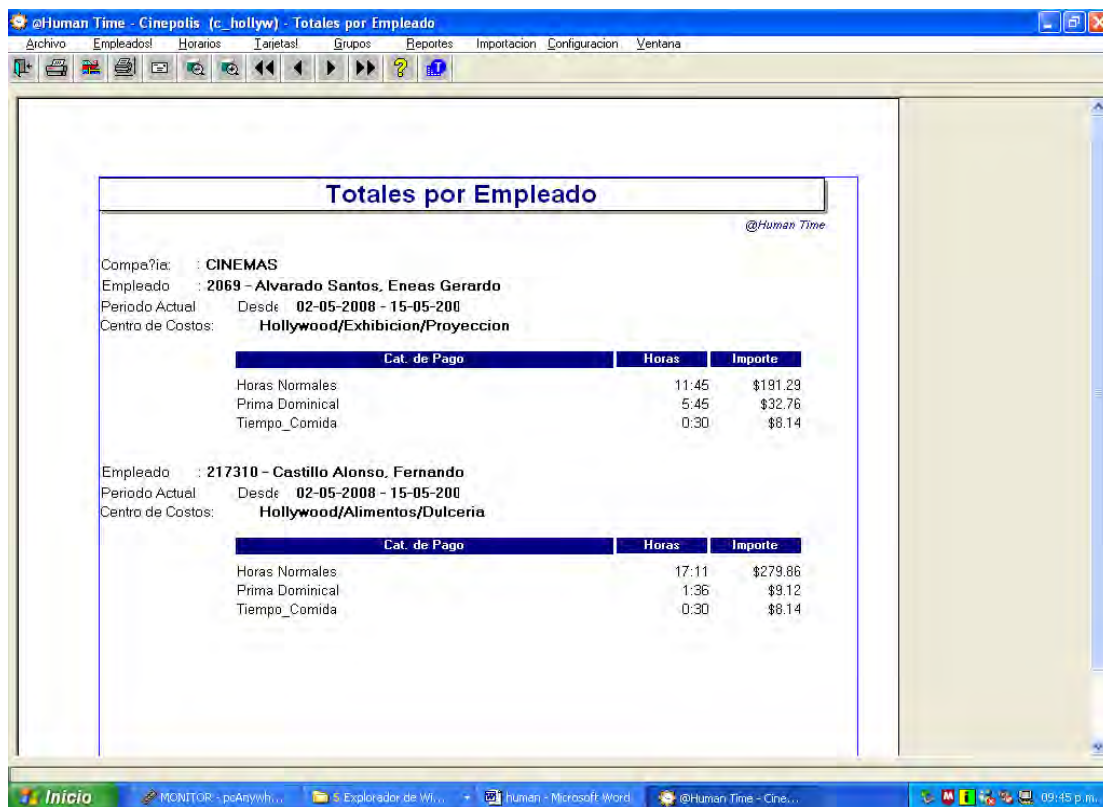 @Human Time - Cinepolis (c_hollyw) - Totales por Empleado
Archivo Empleados! Horarios Tarjetas! Grupos Reportes Importacion Configuracion Ventana
Totales por Empleado
@Human Time
Compa?ia: : CINEMAS
Empleado : 2069 - Alvarado Santos, Eneas Gerardo
Periodo Actual Desde 02-05-2008 - 15-05-200
Centro de Costos: Hollywood/Exhibicion/Proyeccion
Cat. de Pago Horas Importe
Horas Normales 11:45 $191.29
Prima Dominical 5:45 $32.76
Tiempo_Comida 0:30 $8.14
Empleado : 217310 - Castillo Alonso, Fernando
Periodo Actual Desde 02-05-2008 - 15-05-200
Centro de Costos: Hollywood/Alimentos/Dulceria
Cat. de Pago Horas Importe
Horas Normales 17:11 $279.86
Prima Dominical 1:36 $9.12
Tiempo_Comida 0:30 $8.14
Inicio MONITOR - pcAnywh... 5 Explorador de Wi... human - Microsoft Word @Human Time - Cine... 09:45 p.m.